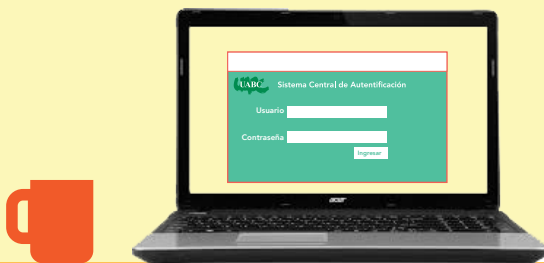 UABC
Sistema Central de Autentificación
Usuario
Contraseña
Ingresar
acer